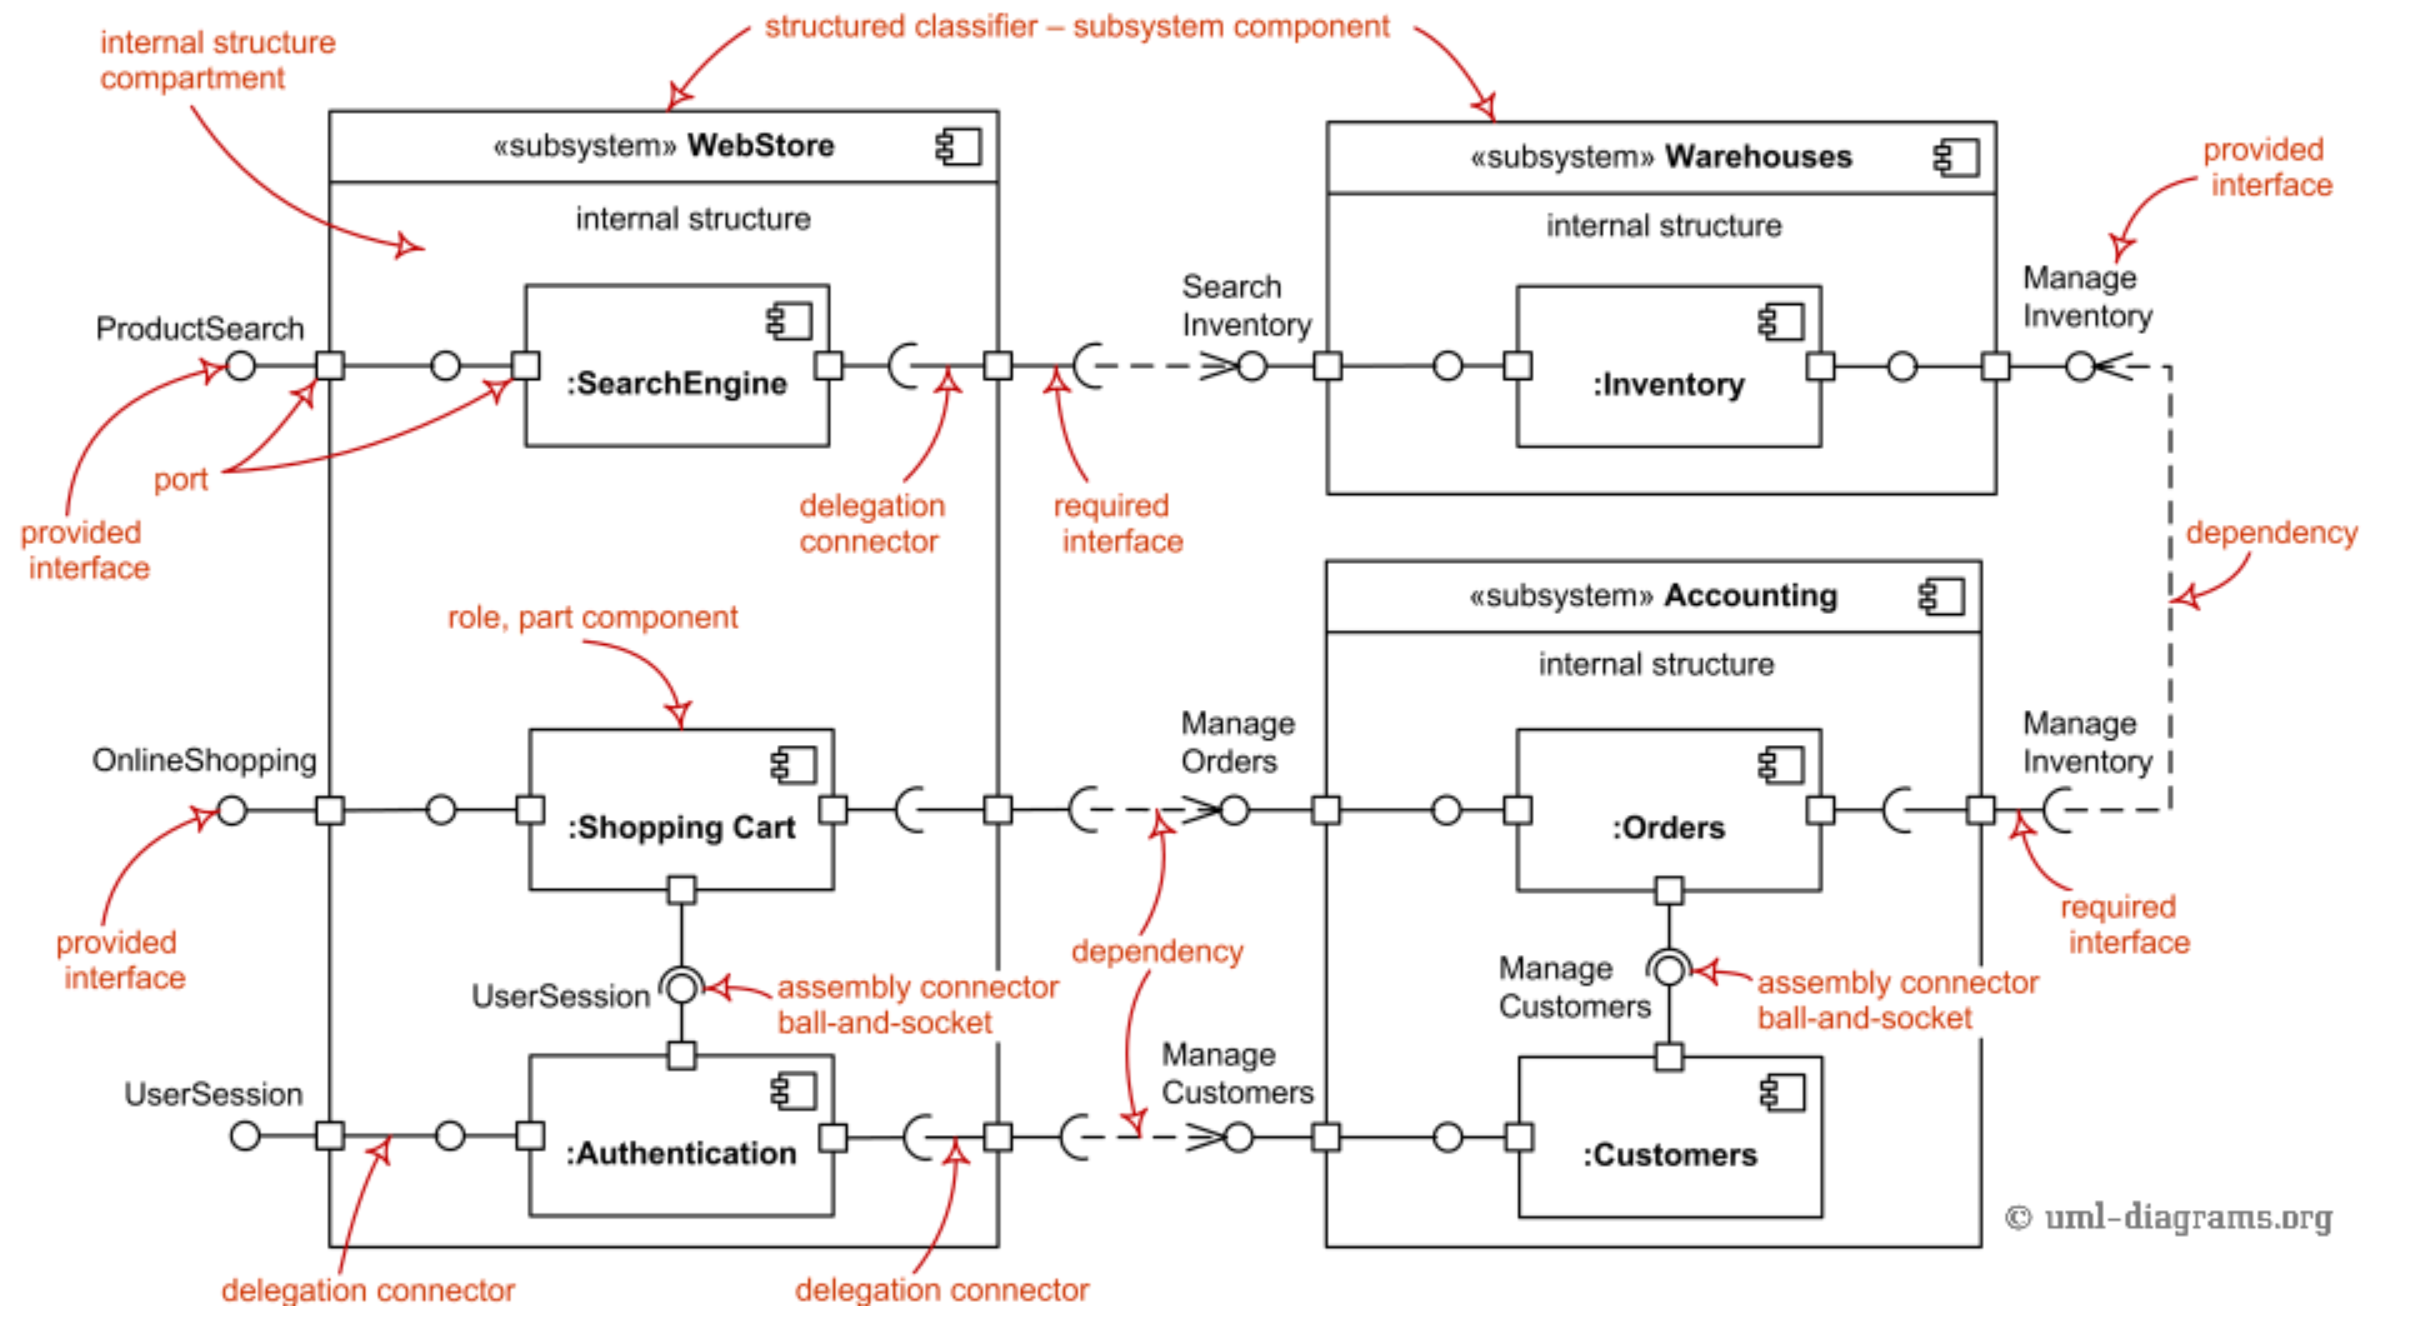 structured classifier – subsystem component
internal structure
compartment
«subsystem» WebStore
internal structure
«subsystem» Warehouses
internal structure
provided
interface
ProductSearch
:SearchEngine
Search
Inventory
:Inventory
Manage
Inventory
port
provided
interface
delegation
connector
required
interface
dependency
«subsystem» Accounting
internal structure
role, part component
OnlineShopping
:Shopping Cart
Manage
Orders
:Orders
Manage
Inventory
provided
interface
dependency
required
interface
UserSession
assembly connector
ball-and-socket
Manage
Customers
assembly connector
ball-and-socket
UserSession
:Authentication
Manage
Customers
:Customers
© uml-diagrams.org
delegation connector
delegation connector